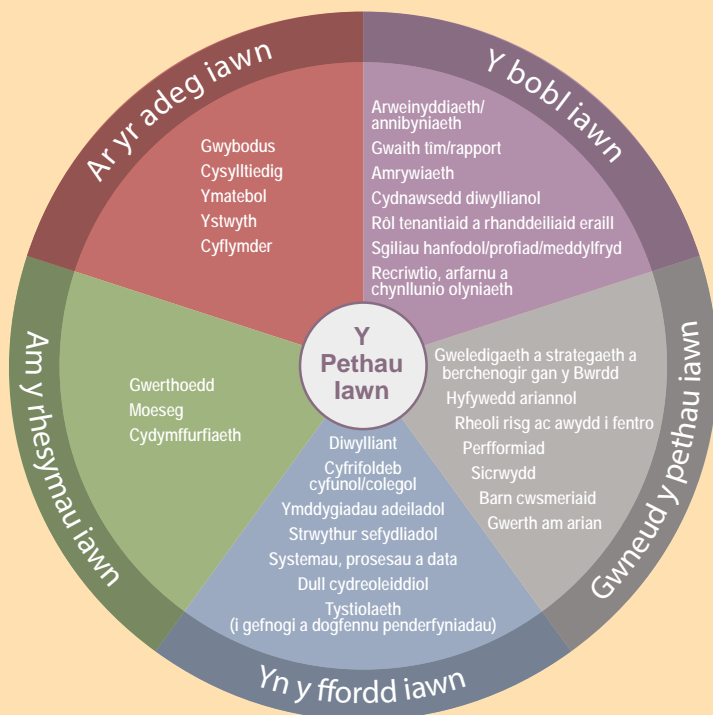 Y bobl iawn
Arweinyddiaeth/
annibyniaeth
Gwaith tîm/rapport
Amrywiaeth
Cydnawsedd diwyllianol
Rôl tenantiaid a rhanddeiliaid eraill
Sgiliau hanfodol/profiad/meddylfryd
Recriwtio, arfarnu a
chynllunio olyniaeth
Gwneud y pethau iawn
Gweledigaeth a strategaeth a
berchenogir gan y Bwrdd
Hyfywedd ariannol
Rheoli risg ac awydd i fentro
Perfformiad
Sicrwydd
Barn cwsmeriaid
Gwerth am arian
Yn y ffordd iawn
Diwylliant
Cyfrifoldeb
cyfunol/colegol
Ymddygiadau adeiladol
Strwythur sefydliadol
Systemau, prosesau a data
Dull cydreoleiddiol
Tystiolaeth
(i gefnogi a dogfennu penderfyniadau)
Am y rhesymau iawn
Gwerthoedd
Moeseg
Cydymffurfiaeth
Ar yr adeg iawn
Gwybodus
Cysylltiedig
Ymatebol
Ystwyth
Cyflymder
Y
Pethau
Iawn